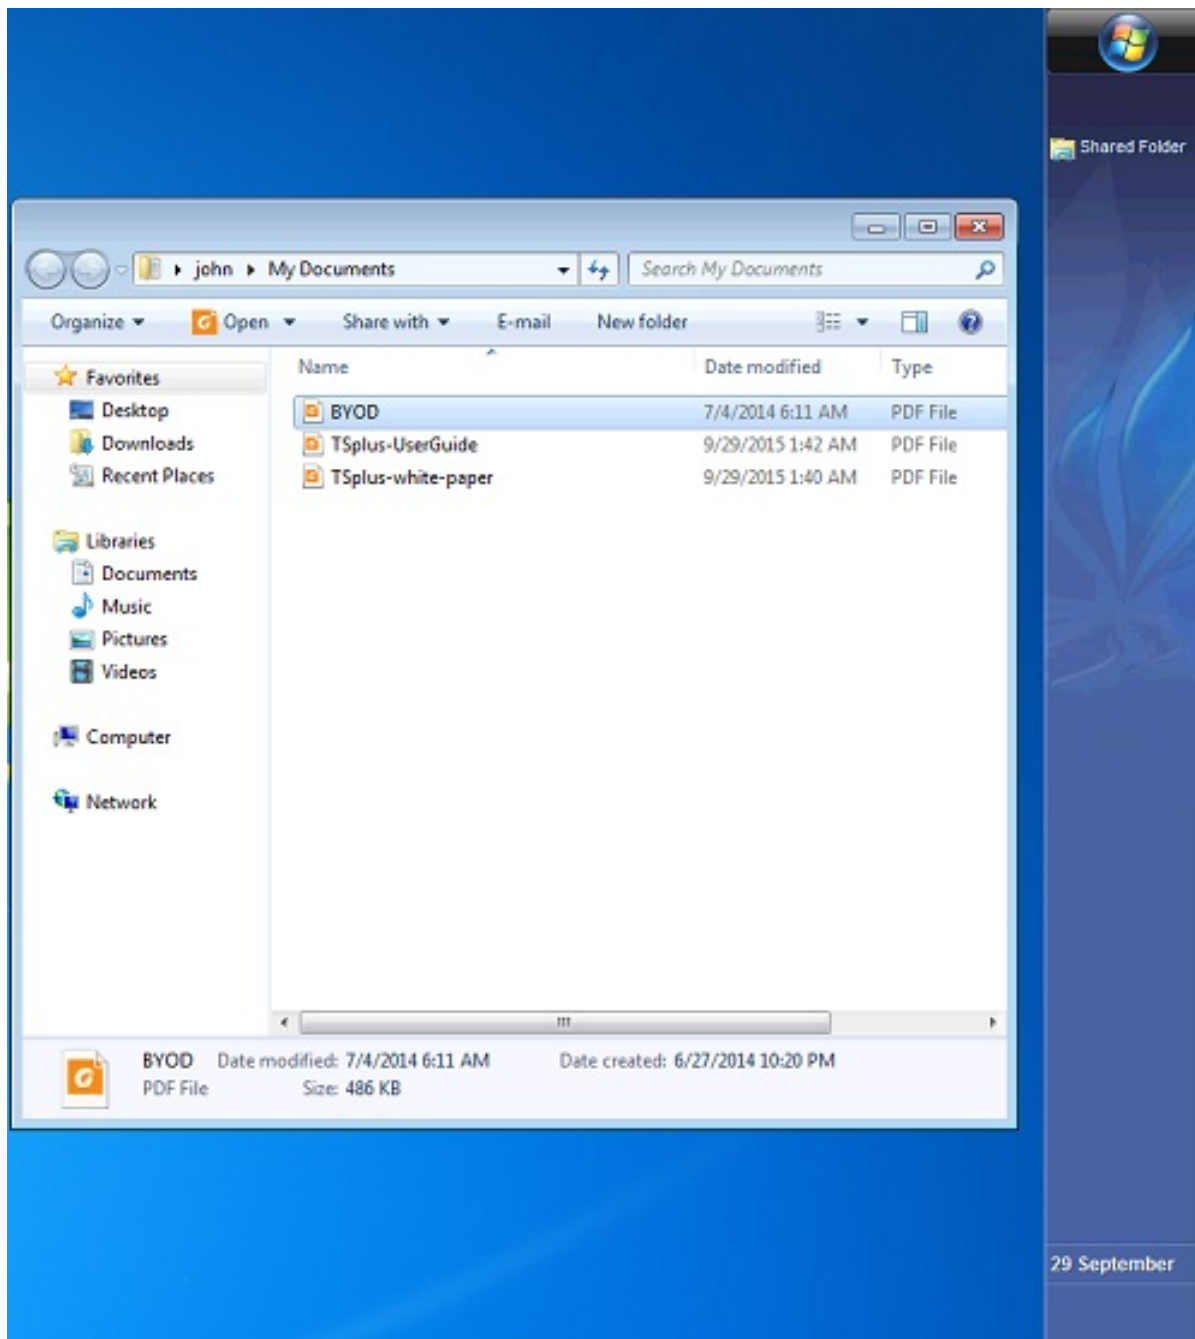 Shared Folder
john ▸ My Documents
Search My Documents
Organize Open Share with E-mail New folder
Name Date modified Type
Favorites
Desktop
Downloads
Recent Places
Libraries
Documents
Music
Pictures
Videos
Computer
Network
BYOD 7/4/2014 6:11 AM PDF File
TSplus-UserGuide 9/29/2015 1:42 AM PDF File
TSplus-white-paper 9/29/2015 1:40 AM PDF File
BYOD Date modified: 7/4/2014 6:11 AM Date created: 6/27/2014 10:20 PM
PDF File Size: 486 KB
29 September